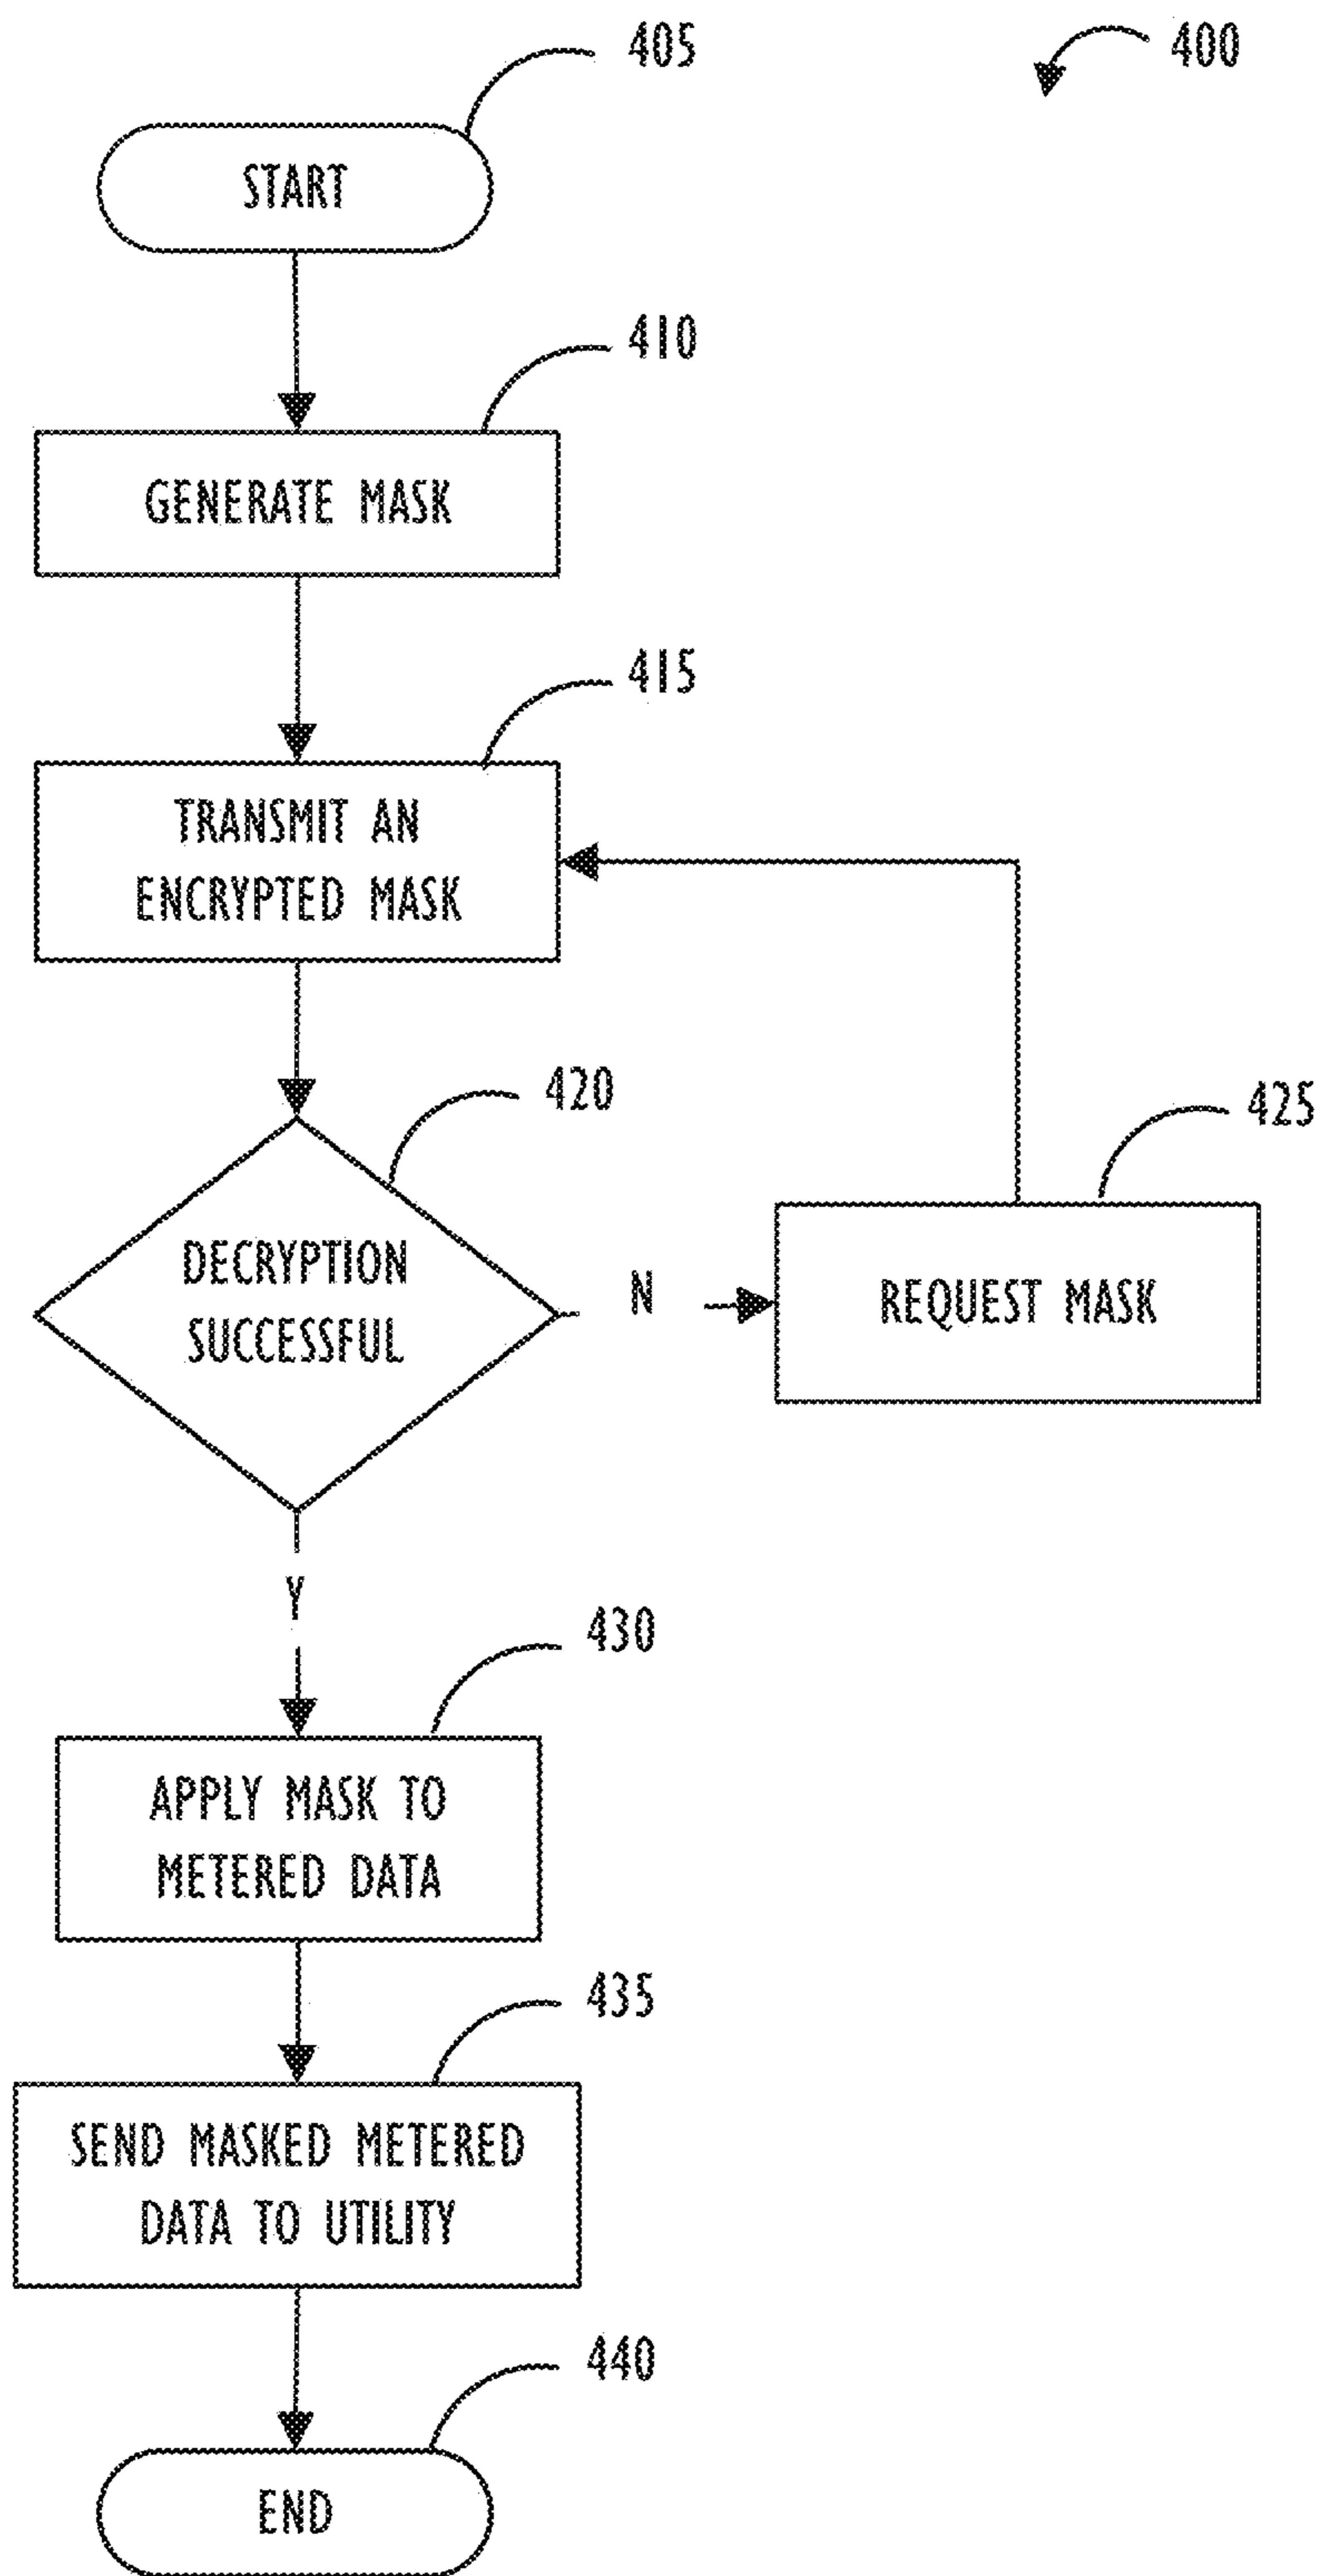 405
400
START
410
GENERATE MASK
415
TRANSMIT AN
ENCRYPTED MASK
420
425
DECRYPTION
SUCCESSFUL
N
REQUEST MASK
Y
430
APPLY MASK TO
METERED DATA
435
SEND MASKED METERED
DATA TO UTILITY
440
END